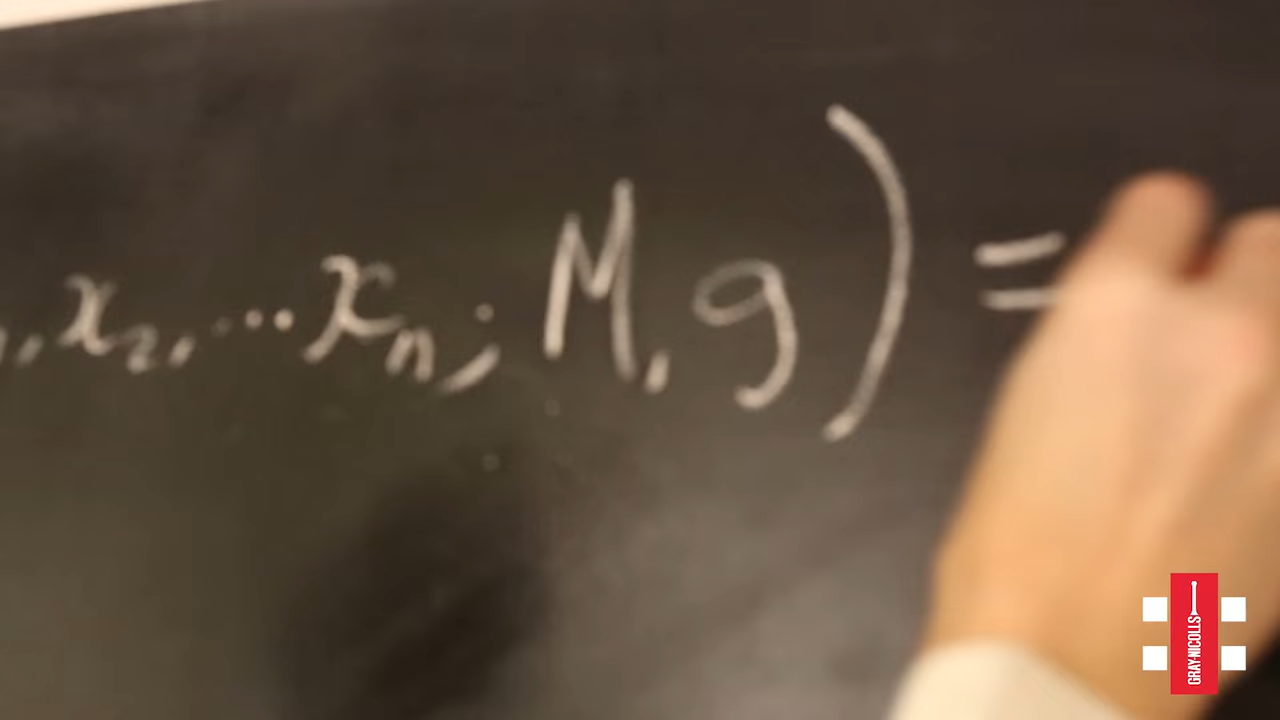 , x₂, ... xₙ; M, g) =
GRAY-NICOLLS